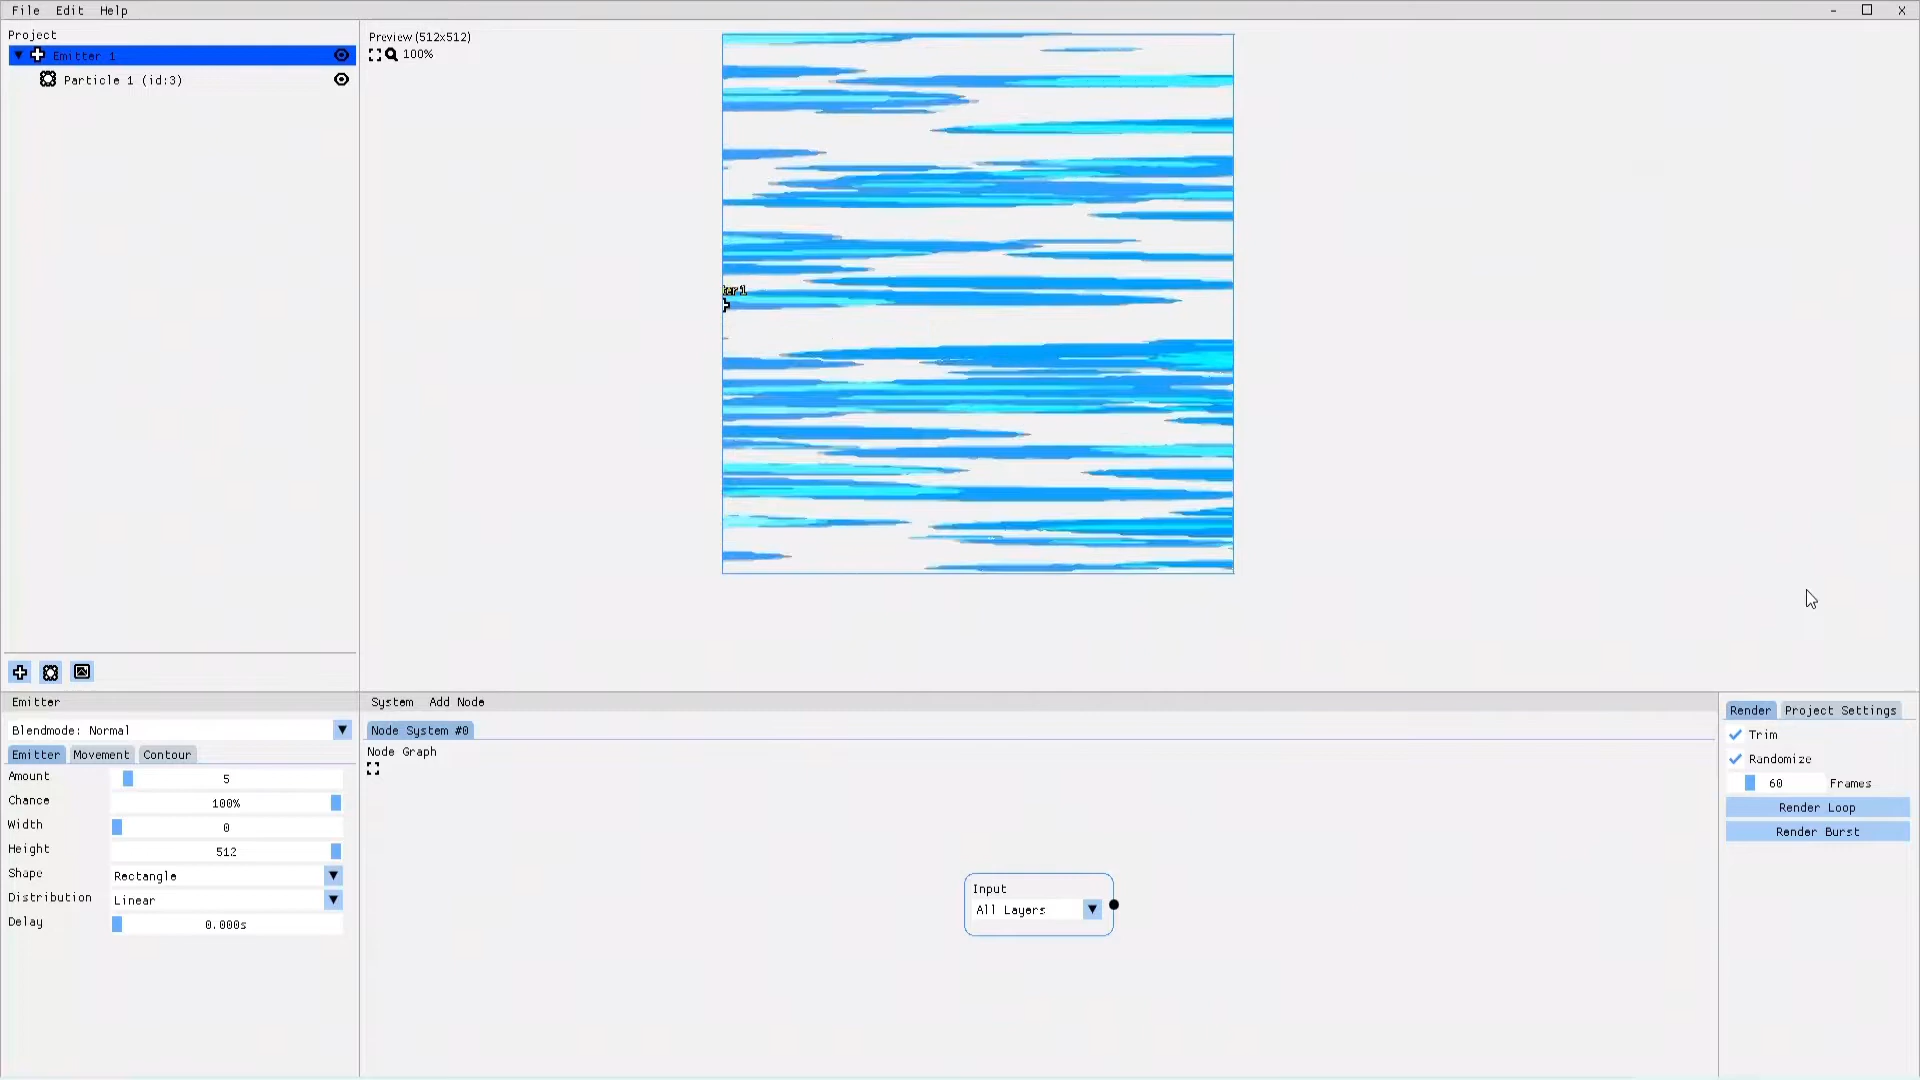 File Edit Help
- X
Project
Emitter 1
Particle 1 (id:3)
Preview (512x512)
100%
ter 1
Emitter
Blendmode: Normal
Emitter Movement Contour
Amount 5
Chance 100%
Width 0
Height 512
Shape Rectangle
Distribution Linear
Delay 0.000s
System Add Node
Node System #0
Node Graph
Input
All Layers
Render Project Settings
Trim
Randomize
60 Frames
Render Loop
Render Burst